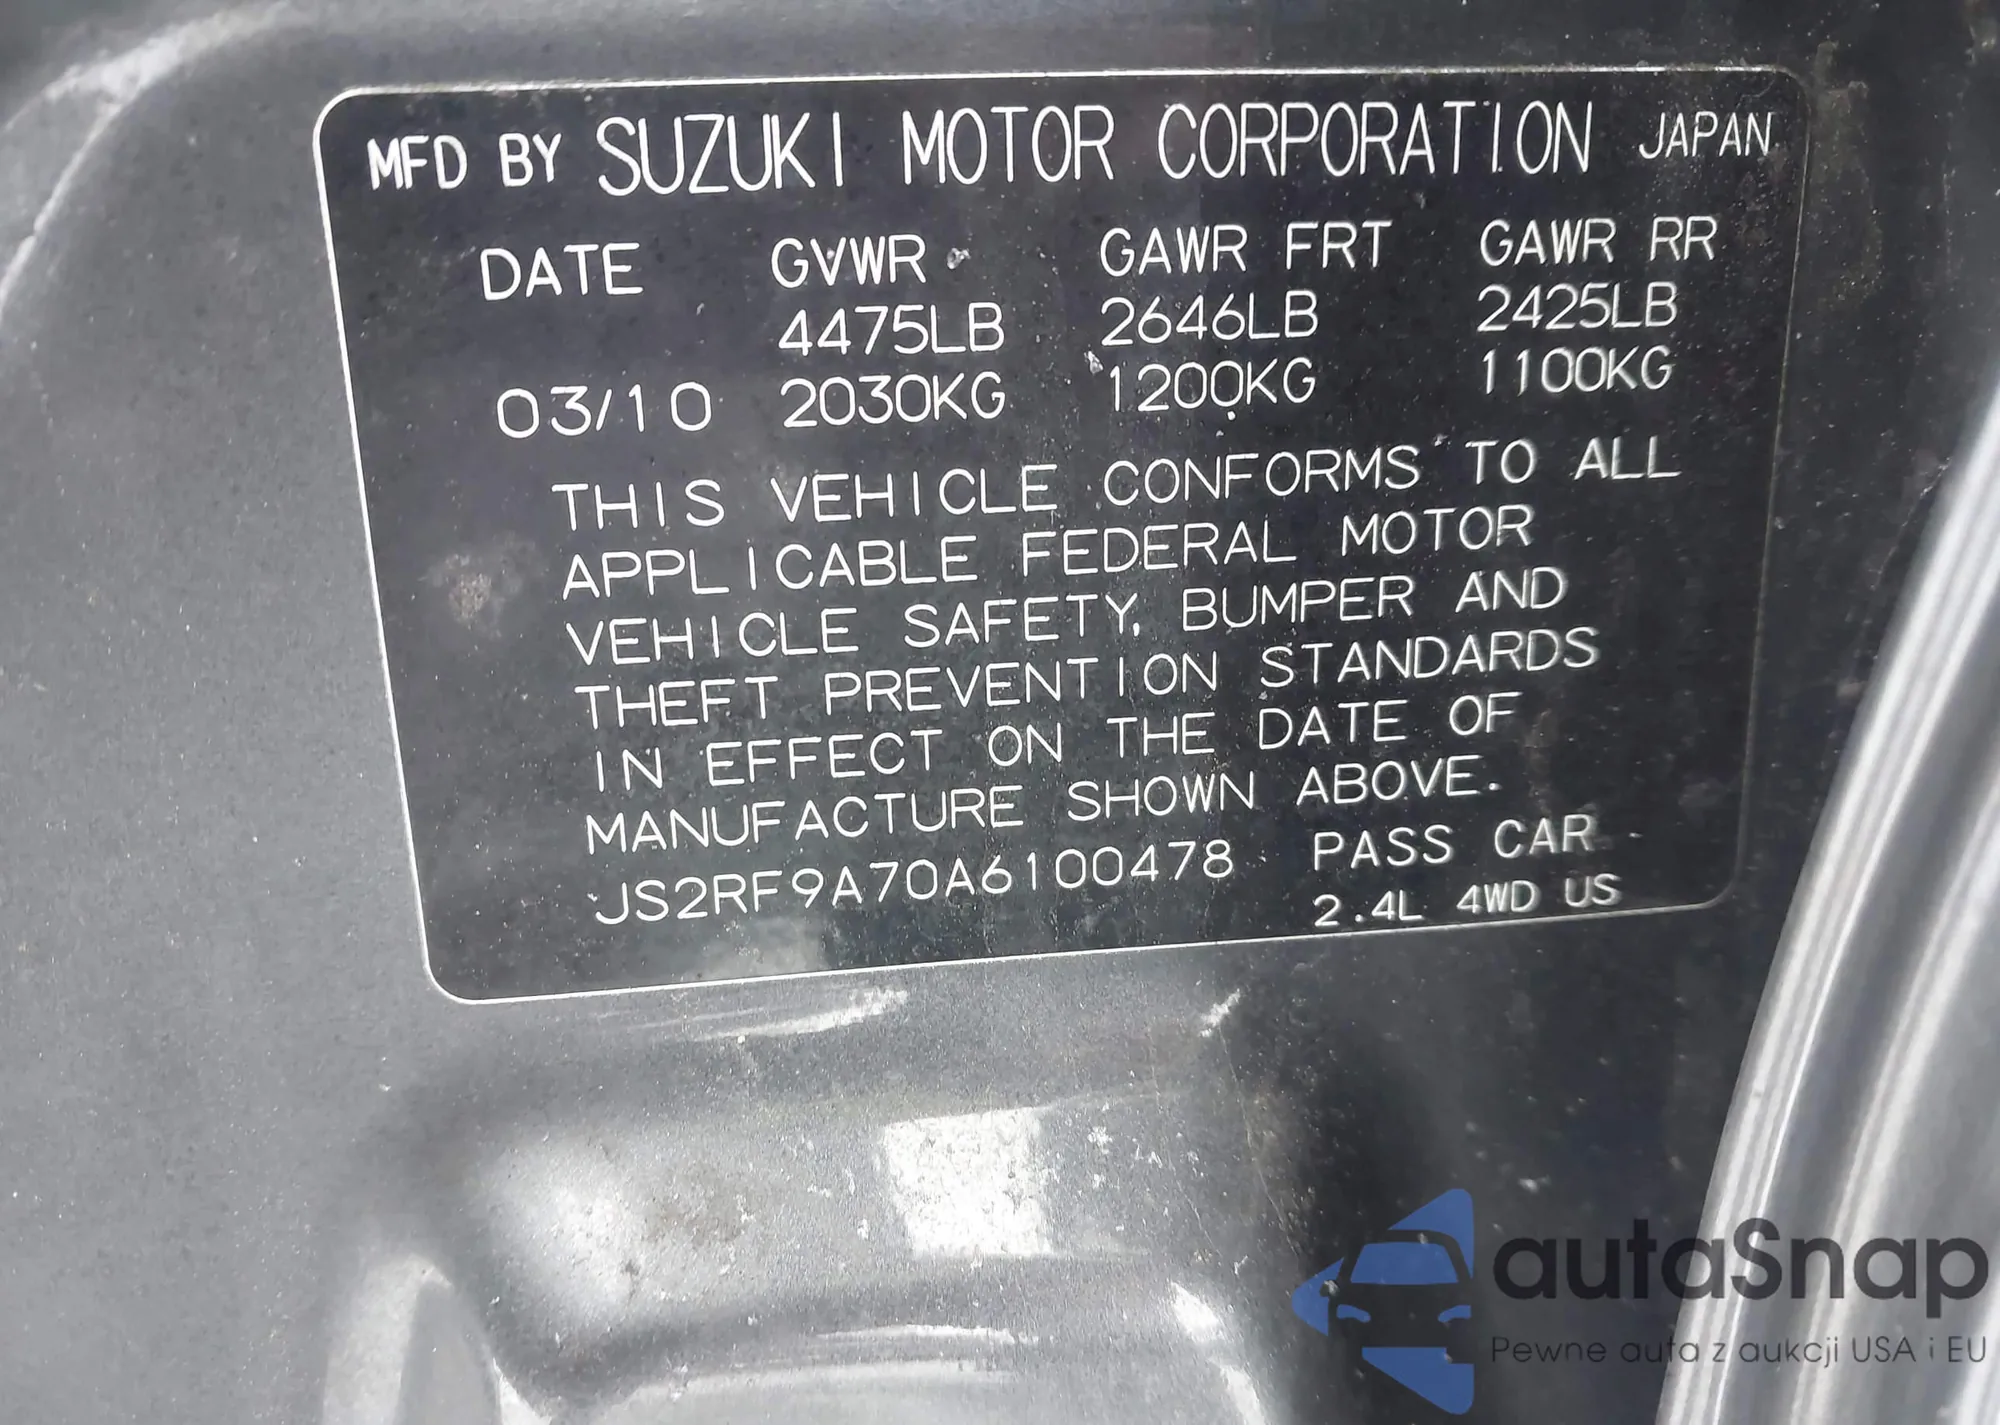 MFD BY SUZUKI MOTOR CORPORATION JAPAN
DATE GVWR GAWR FRT GAWR RR
4475LB 2646LB 2425LB
03/10 2030KG 1200KG 1100KG
THIS VEHICLE CONFORMS TO ALL
APPLICABLE FEDERAL MOTOR
VEHICLE SAFETY, BUMPER AND
THEFT PREVENTION STANDARDS
IN EFFECT ON THE DATE OF
MANUFACTURE SHOWN ABOVE.
JS2RF9A70A6100478 PASS CAR
2.4L 4WD US
autaSnap
Pewne auta z aukcji USA i EU